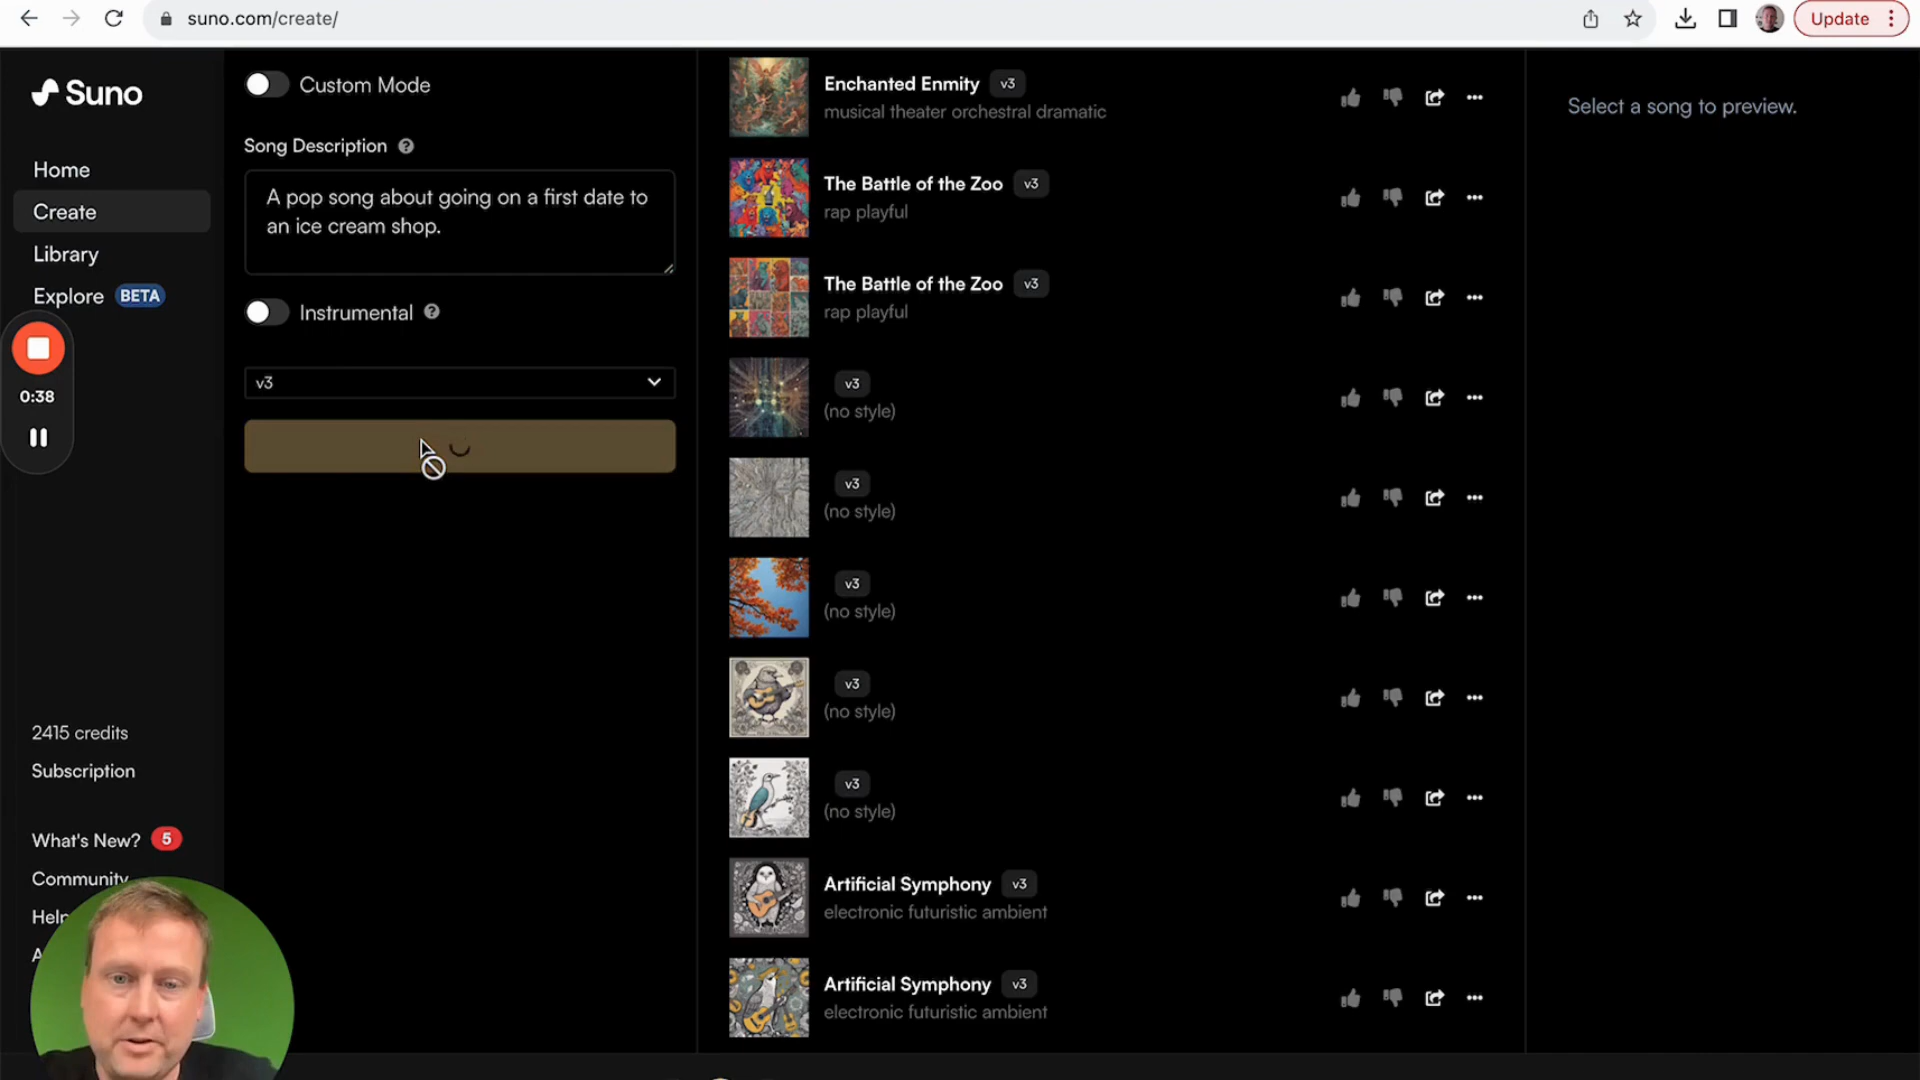 suno.com/create/
Update
Suno
Home
Create
Library
Explore BETA
0:38
2415 credits
Subscription
What's New? 5
Community
Help
A
Custom Mode
Song Description
A pop song about going on a first date to
an ice cream shop.
Instrumental
v3
Enchanted Enmity v3
musical theater orchestral dramatic
The Battle of the Zoo v3
rap playful
The Battle of the Zoo v3
rap playful
v3
(no style)
v3
(no style)
v3
(no style)
v3
(no style)
v3
(no style)
Artificial Symphony v3
electronic futuristic ambient
Artificial Symphony v3
electronic futuristic ambient
Select a song to preview.